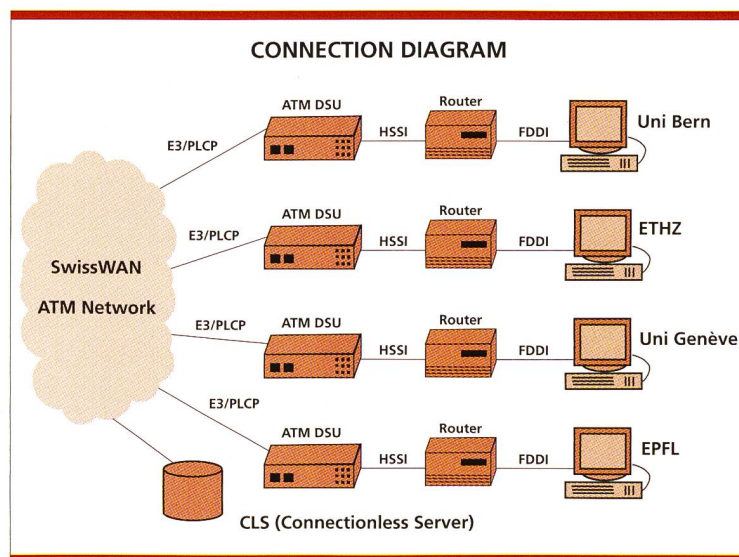 CONNECTION DIAGRAM
ATM DSU
Router
Uni Bern
HSSI
FDDI
E3/PLCP
ATM DSU
Router
ETHZ
E3/PLCP
HSSI
FDDI
SwissWAN
ATM Network
ATM DSU
Router
Uni Genève
E3/PLCP
HSSI
FDDI
E3/PLCP
ATM DSU
Router
EPFL
HSSI
FDDI
CLS (Connectionless Server)